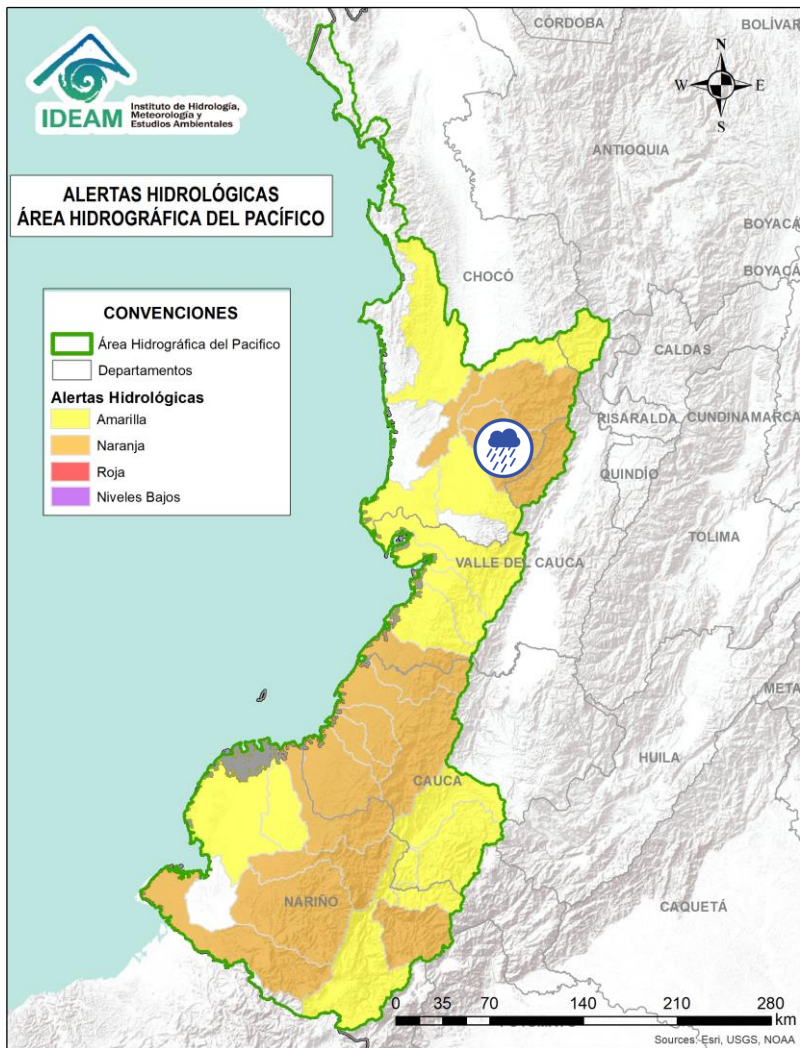 CÓRDOBA
BOLÍVAR
N
W
E
S
IDEAM
Instituto de Hidrología,
Meteorología y
Estudios Ambientales
ANTIOQUIA
ALERTAS HIDROLÓGICAS
ÁREA HIDROGRÁFICA DEL PACÍFICO
BOYACÁ
BOYACÁ
CHOCÓ
CONVENCIONES
Área Hidrográfica del Pacifico
Departamentos
Alertas Hidrológicas
Amarilla
Naranja
Roja
Niveles Bajos
CALDAS
RISARALDA
CUNDINAMARCA
QUINDÍO
TOLIMA
VALLE DEL CAUCA
META
HUILA
CAUCA
NARIÑO
CAQUETÁ
0 35 70 140 210 280
km
Sources: Esri, USGS, NOAA